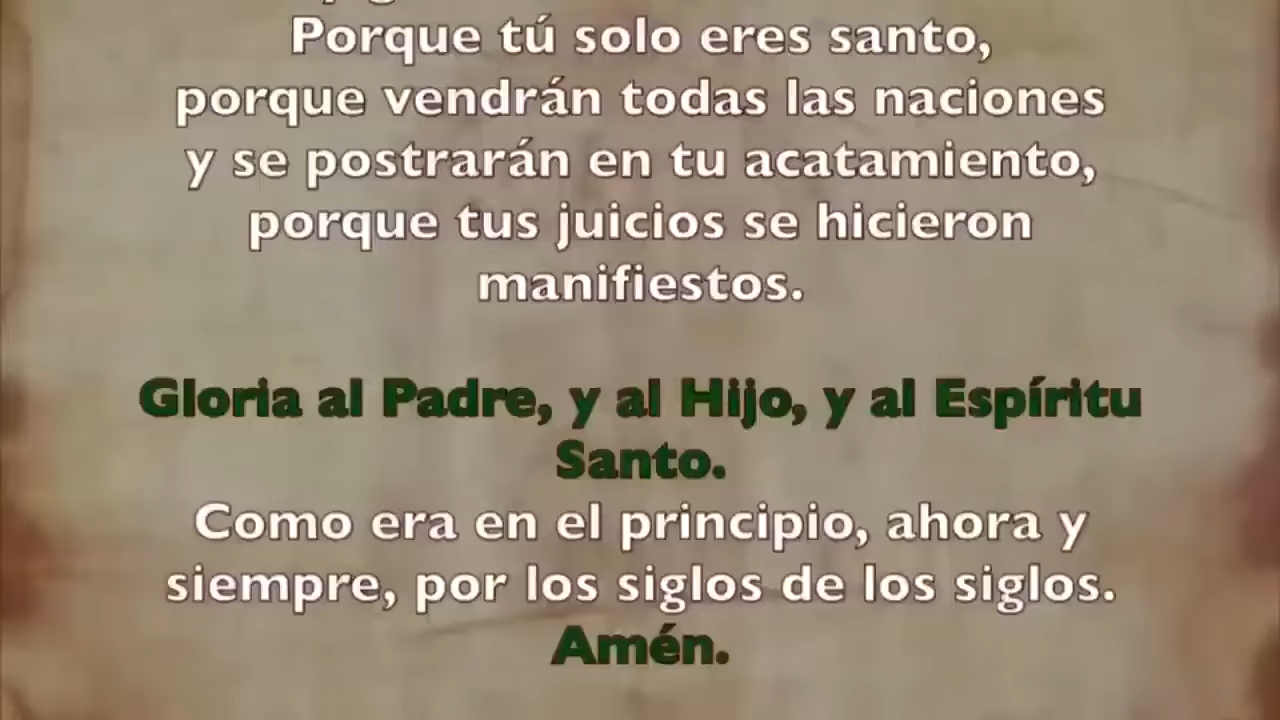 Porque tú solo eres santo,
porque vendrán todas las naciones
y se postrarán en tu acatamiento,
porque tus juicios se hicieron
manifiestos.
Gloria al Padre, y al Hijo, y al Espíritu
Santo.
Como era en el principio, ahora y
siempre, por los siglos de los siglos.
Amén.